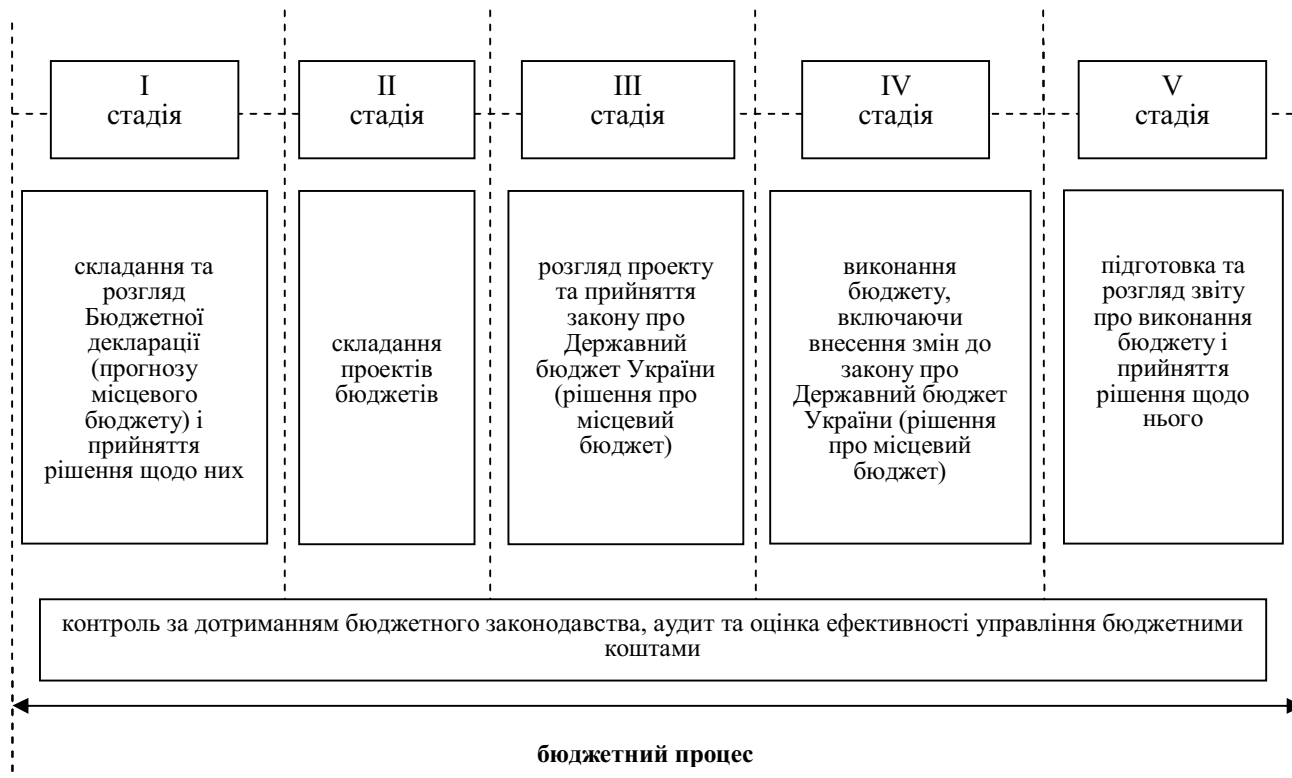 I
стадія
II
стадія
III
стадія
IV
стадія
V
стадія
складання та
розгляд
Бюджетної
декларації
(прогнозу
місцевого
бюджету) і
прийняття
рішення щодо них
складання
проектів
бюджетів
розгляд проекту
та прийняття
закону про
Державний
бюджет України
(рішення про
місцевий
бюджет)
виконання
бюджету,
включаючи
внесення змін до
закону про
Державний бюджет
України (рішення
про місцевий
бюджет)
підготовка та
розгляд звіту
про виконання
бюджету і
прийняття
рішення щодо
нього
контроль за дотриманням бюджетного законодавства, аудит та оцінка ефективності управління бюджетними
коштами
бюджетний процес